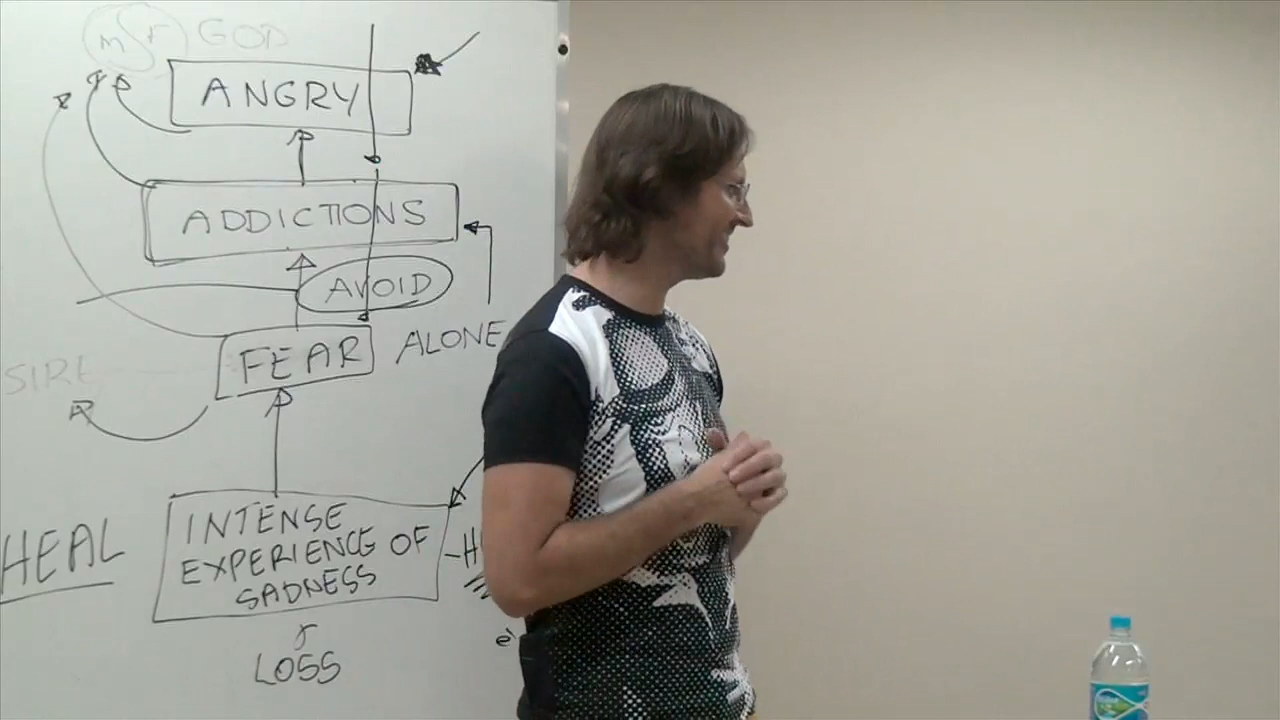 GOD
ANGRY
ADDICTIONS
AVOID
FEAR
ALONE
HEAL
INTENSE
EXPERIENCE OF
SADNESS
LOSS